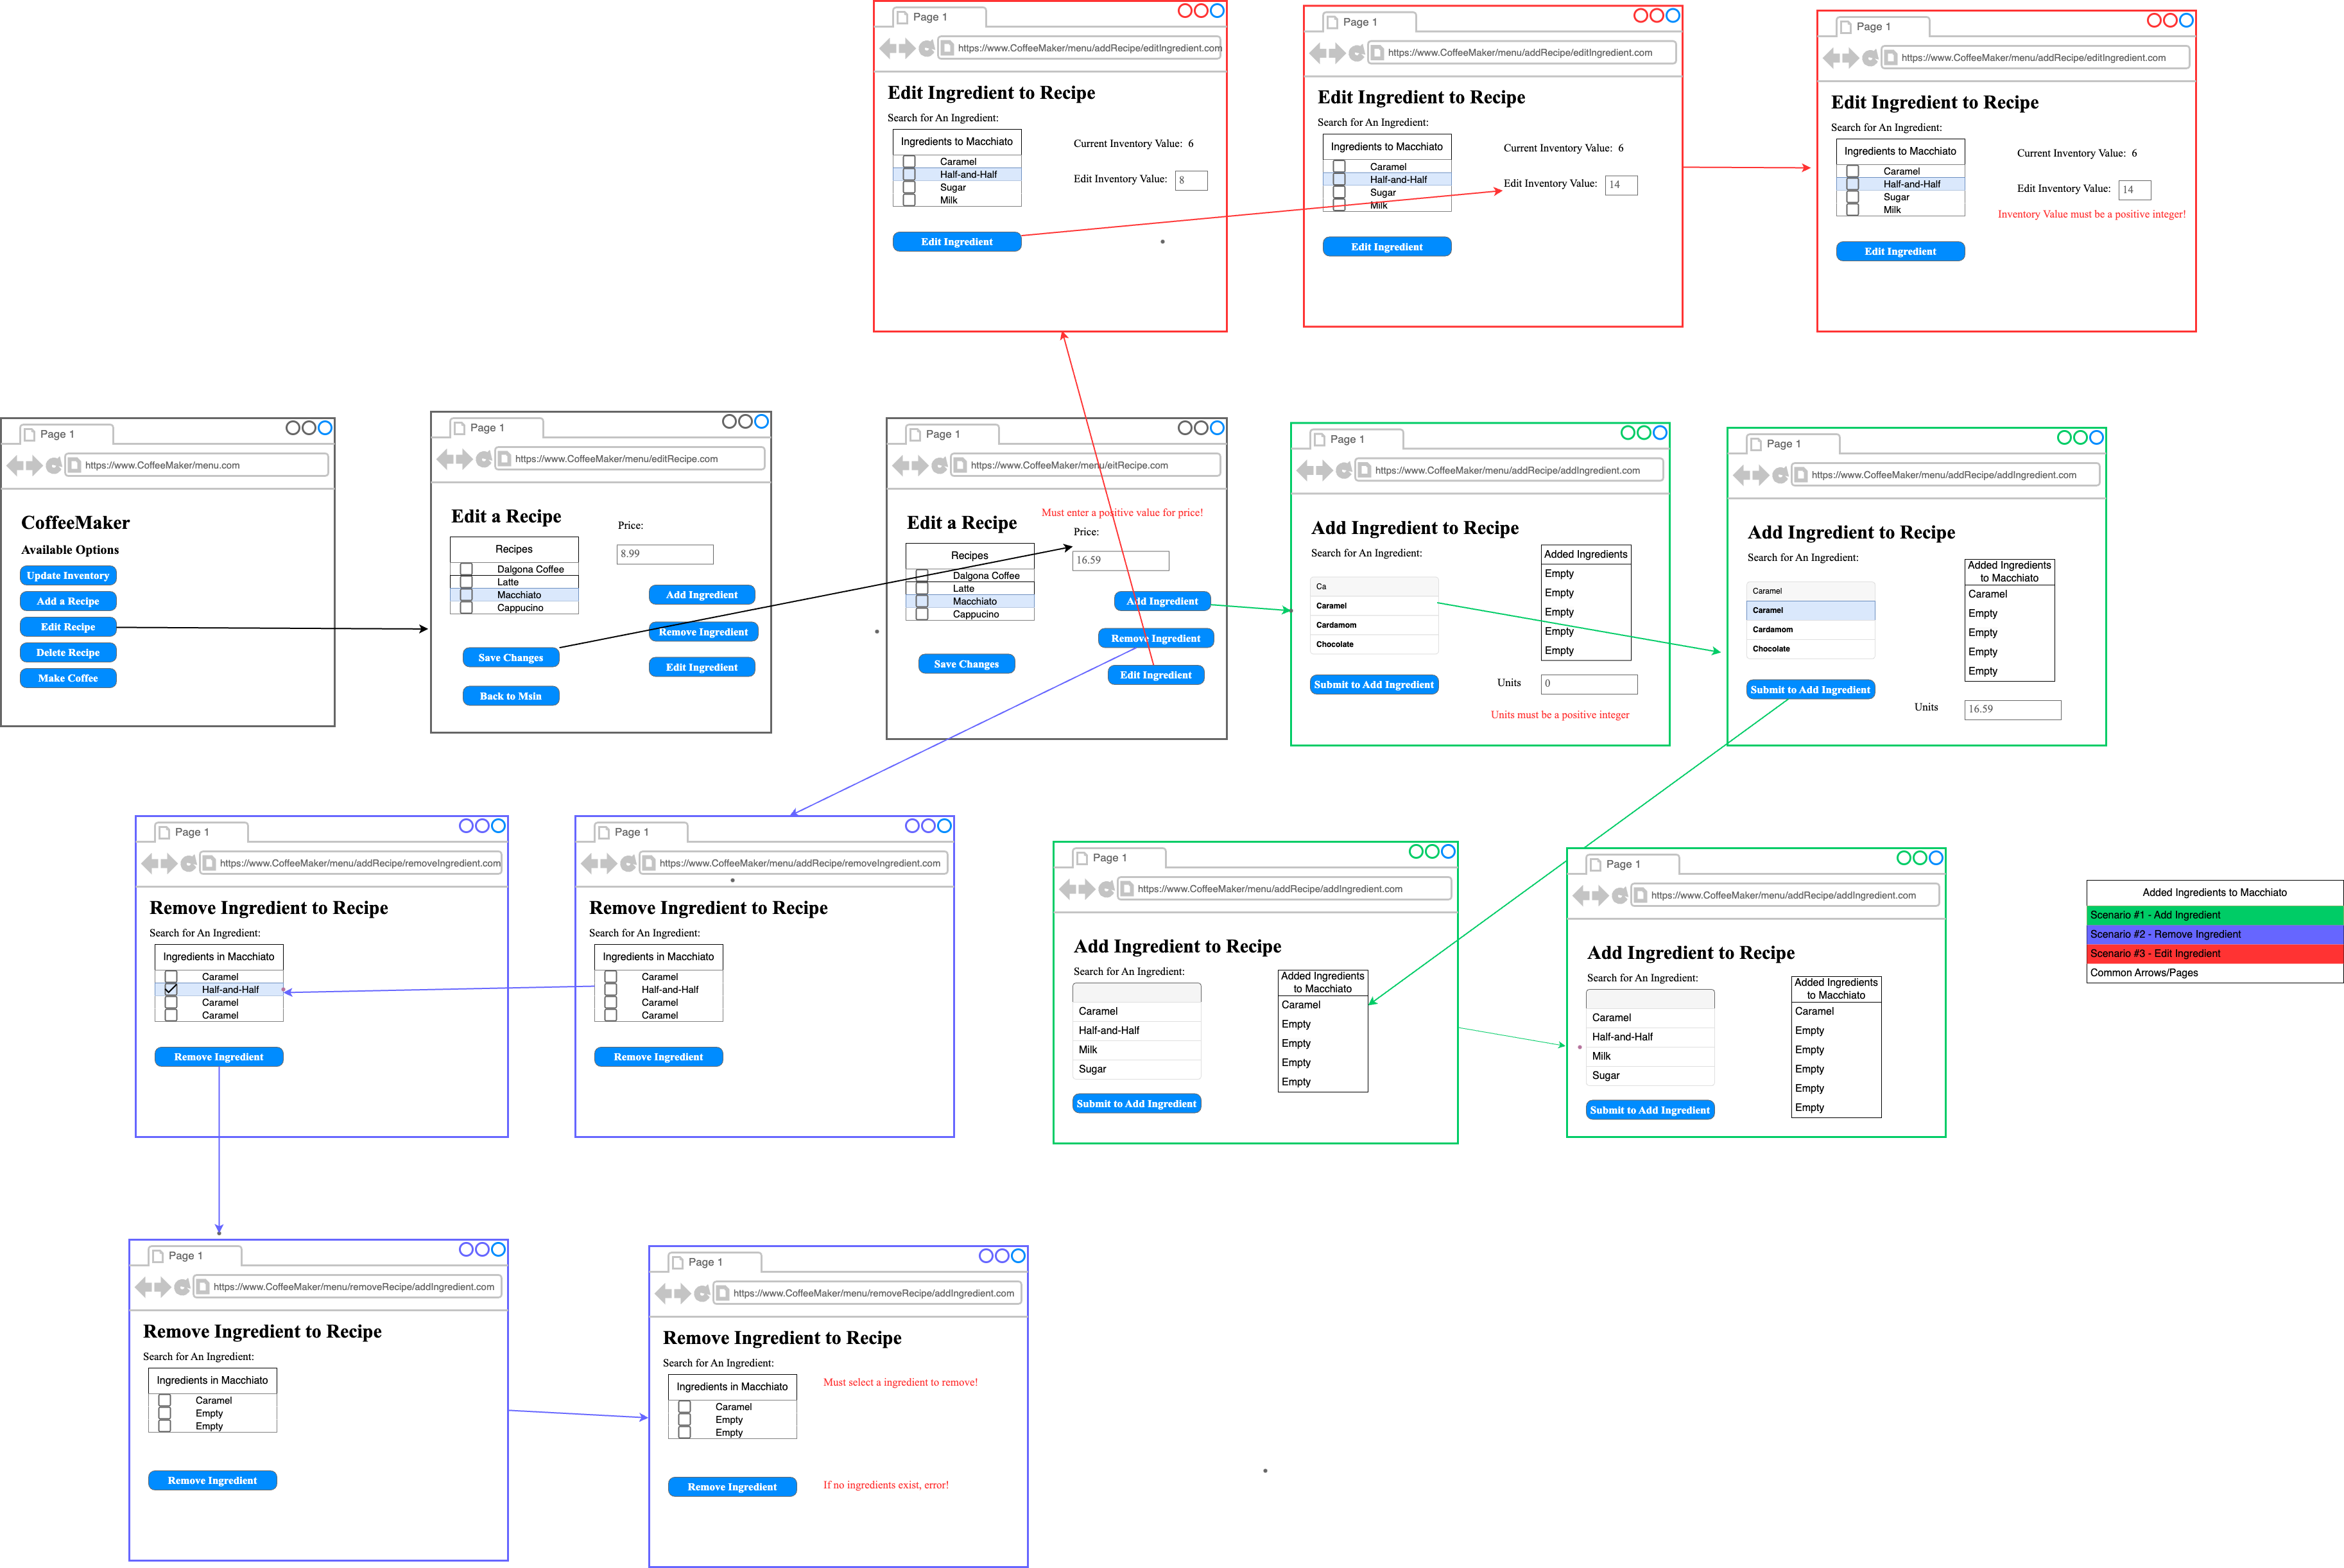 Page 1
https://www.CoffeeMaker/menu/addRecipe/editIngredient.com
Edit Ingredient to Recipe
Search for An Ingredient:
Ingredients to Macchiato
Caramel
Half-and-Half
Sugar
Milk
Current Inventory Value: 6
Edit Inventory Value: 8
Edit Ingredient
Page 1
https://www.CoffeeMaker/menu/addRecipe/editIngredient.com
Edit Ingredient to Recipe
Search for An Ingredient:
Ingredients to Macchiato
Caramel
Half-and-Half
Sugar
Milk
Current Inventory Value: 6
Edit Inventory Value: 14
Edit Ingredient
Page 1
https://www.CoffeeMaker/menu/addRecipe/editIngredient.com
Edit Ingredient to Recipe
Search for An Ingredient:
Ingredients to Macchiato
Caramel
Half-and-Half
Sugar
Milk
Current Inventory Value: 6
Edit Inventory Value: 14
Inventory Value must be a positive integer!
Edit Ingredient
Page 1
https://www.CoffeeMaker/menu.com
CoffeeMaker
Available Options
Update Inventory
Add a Recipe
Edit Recipe
Delete Recipe
Make Coffee
Page 1
https://www.CoffeeMaker/menu/editRecipe.com
Edit a Recipe
Recipes
Dalgona Coffee
Latte
Macchiato
Cappucino
Price:
8.99
Add Ingredient
Remove Ingredient
Edit Ingredient
Save Changes
Back to Msin
Page 1
https://www.CoffeeMaker/menu/eitRecipe.com
Edit a Recipe
Must enter a positive value for price!
Price:
16.59
Recipes
Dalgona Coffee
Latte
Macchiato
Cappucino
Add Ingredient
Remove Ingredient
Edit Ingredient
Save Changes
Page 1
https://www.CoffeeMaker/menu/addRecipe/addIngredient.com
Add Ingredient to Recipe
Search for An Ingredient:
Ca
Caramel
Cardamom
Chocolate
Submit to Add Ingredient
Added Ingredients
Empty
Empty
Empty
Empty
Empty
Units 0
Units must be a positive integer
Page 1
https://www.CoffeeMaker/menu/addRecipe/addIngredient.com
Add Ingredient to Recipe
Search for An Ingredient:
Caramel
Caramel
Cardamom
Chocolate
Submit to Add Ingredient
Added Ingredients
to Macchiato
Caramel
Empty
Empty
Empty
Empty
Units 16.59
Page 1
https://www.CoffeeMaker/menu/addRecipe/removeIngredient.com
Remove Ingredient to Recipe
Search for An Ingredient:
Ingredients in Macchiato
Caramel
Half-and-Half
Caramel
Caramel
Remove Ingredient
Page 1
https://www.CoffeeMaker/menu/addRecipe/removeIngredient.com
Remove Ingredient to Recipe
Search for An Ingredient:
Ingredients in Macchiato
Caramel
Half-and-Half
Caramel
Caramel
Remove Ingredient
Page 1
https://www.CoffeeMaker/menu/addRecipe/addIngredient.com
Add Ingredient to Recipe
Search for An Ingredient:
Caramel
Half-and-Half
Milk
Sugar
Submit to Add Ingredient
Added Ingredients
to Macchiato
Caramel
Empty
Empty
Empty
Empty
Page 1
https://www.CoffeeMaker/menu/addRecipe/addIngredient.com
Add Ingredient to Recipe
Search for An Ingredient:
Caramel
Half-and-Half
Milk
Sugar
Submit to Add Ingredient
Added Ingredients
to Macchiato
Caramel
Empty
Empty
Empty
Empty
Empty
Added Ingredients to Macchiato
Scenario #1 - Add Ingredient
Scenario #2 - Remove Ingredient
Scenario #3 - Edit Ingredient
Common Arrows/Pages
Page 1
https://www.CoffeeMaker/menu/removeRecipe/addIngredient.com
Remove Ingredient to Recipe
Search for An Ingredient:
Ingredients in Macchiato
Caramel
Empty
Empty
Remove Ingredient
Page 1
https://www.CoffeeMaker/menu/removeRecipe/addIngredient.com
Remove Ingredient to Recipe
Search for An Ingredient:
Ingredients in Macchiato
Caramel
Empty
Empty
Must select a ingredient to remove!
Remove Ingredient
If no ingredients exist, error!